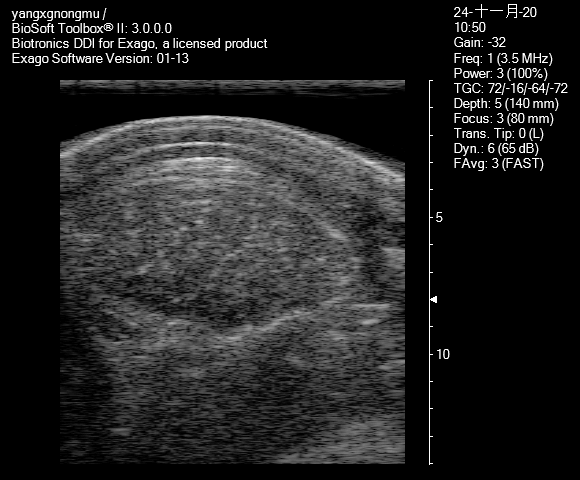 yangxgnongmu /
BioSoft Toolbox® II: 3.0.0.0
Biotronics DDI for Exago, a licensed product
Exago Software Version: 01-13
24-十一月-20
10:50
Gain: -32
Freq: 1 (3.5 MHz)
Power: 3 (100%)
TGC: 72/-16/-64/-72
Depth: 5 (140 mm)
Focus: 3 (80 mm)
Trans. Tip: 0 (L)
Dyn.: 6 (65 dB)
FAvg: 3 (FAST)
5
10